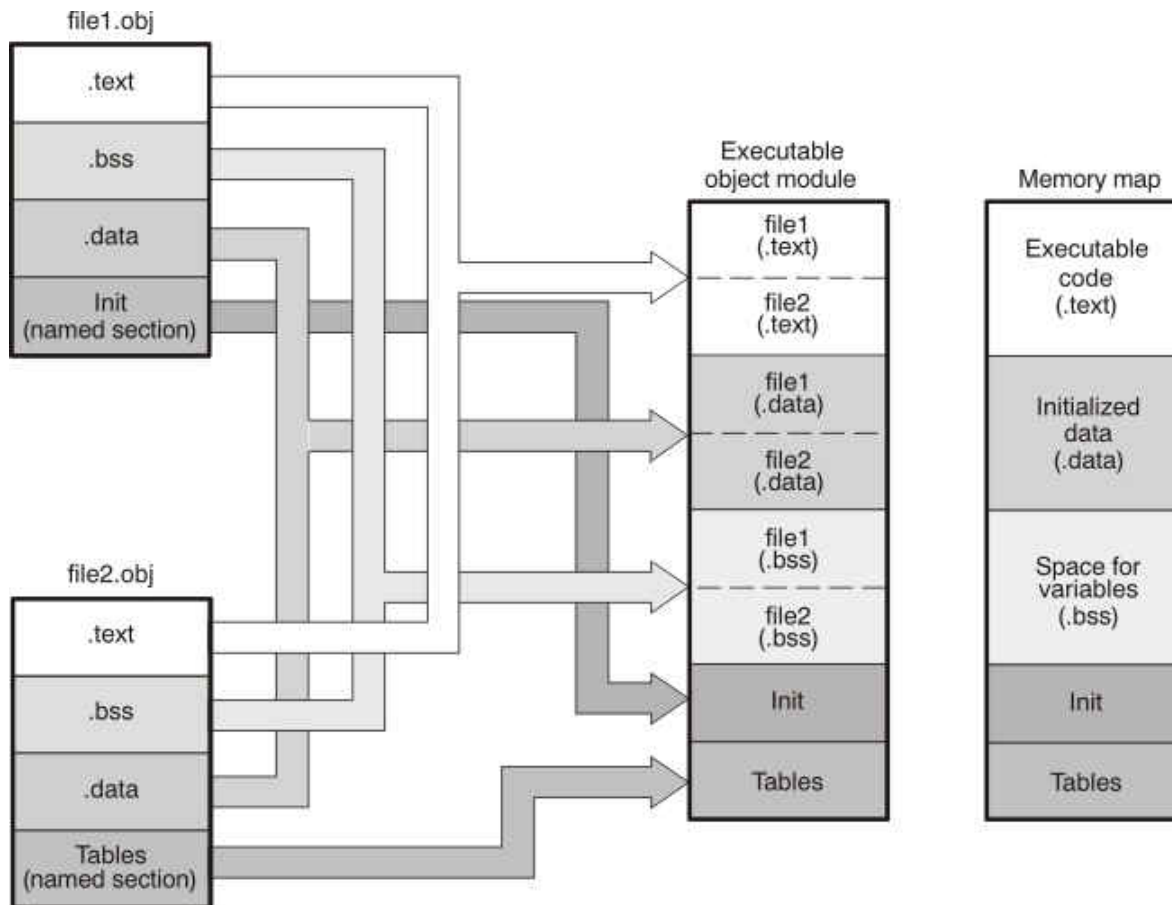 file1.obj
.text
.bss
.data
Init
(named section)
file2.obj
.text
.bss
.data
Tables
(named section)
Executable
object module
file1
(.text)
file2
(.text)
file1
(.data)
file2
(.data)
file1
(.bss)
file2
(.bss)
Init
Tables
Memory map
Executable
code
(.text)
Initialized
data
(.data)
Space for
variables
(.bss)
Init
Tables